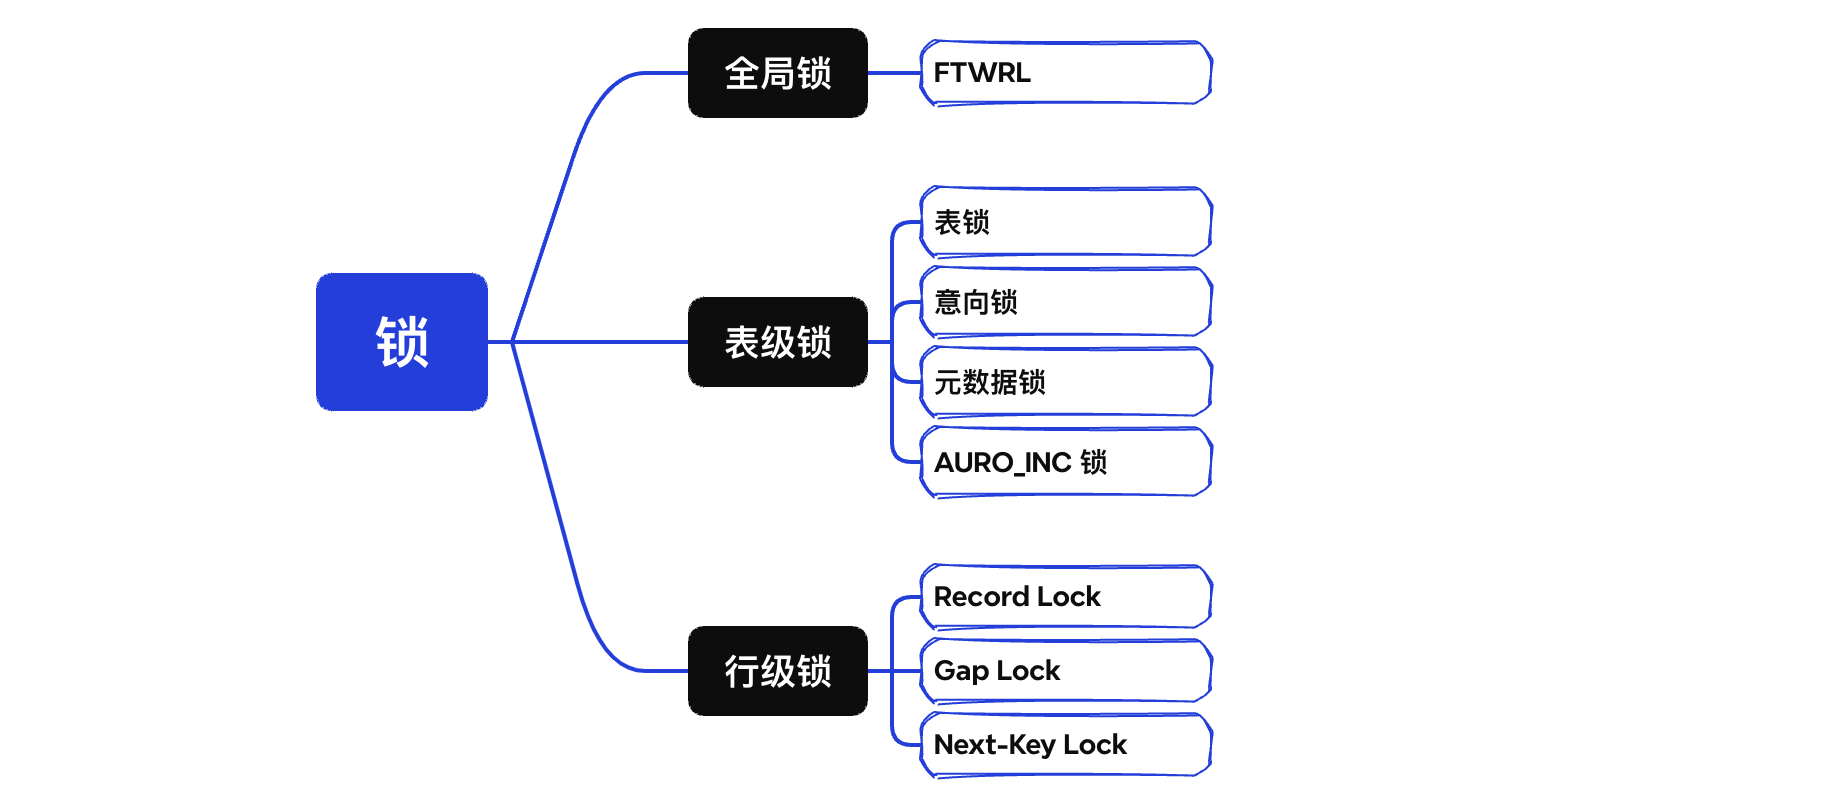 锁
全局锁
FTWRL
表级锁
表锁
意向锁
元数据锁
AURO_INC 锁
行级锁
Record Lock
Gap Lock
Next-Key Lock